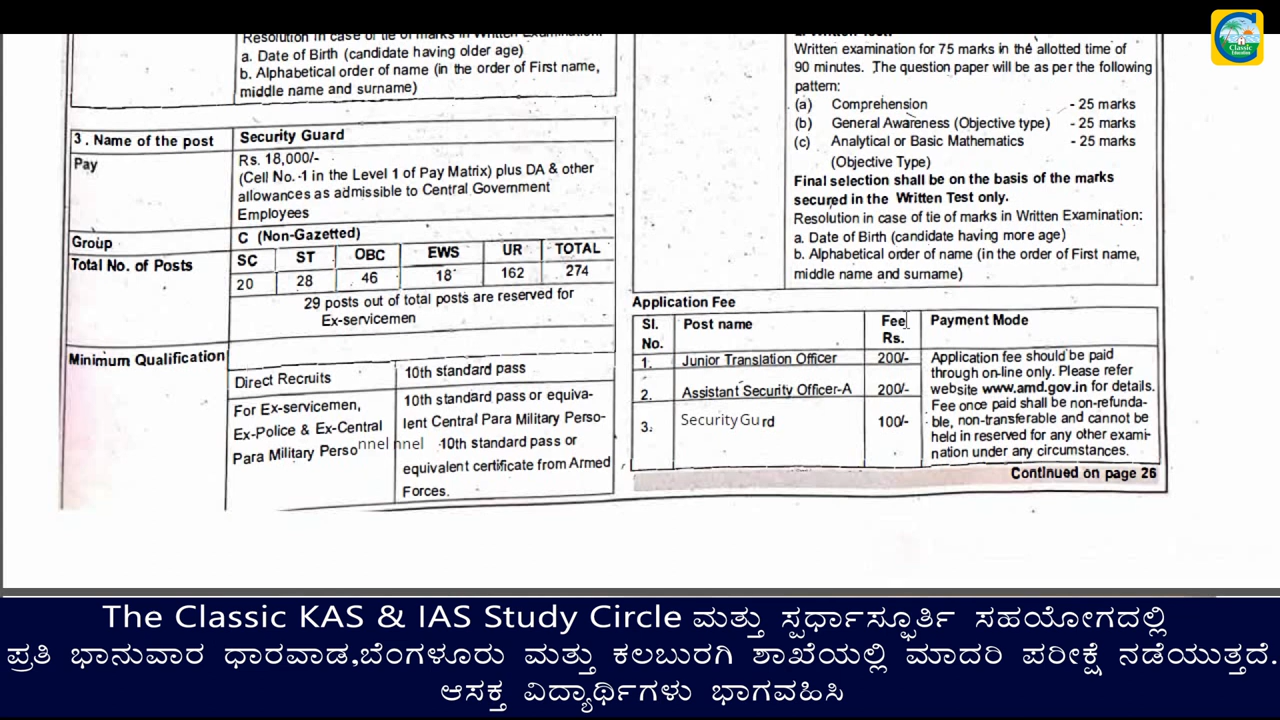 Resolution in case of tie of marks in Written Examination:
a. Date of Birth (candidate having older age)
b. Alphabetical order of name (in the order of First name,
middle name and surname)
3. Name of the post
Security Guard
Pay
Rs. 18,000/-
(Cell No.-1 in the Level 1 of Pay Matrix) plus DA & other
allowances as admissible to Central Government
Employees
Group
C (Non-Gazetted)
Total No. of Posts
SC ST OBC EWS UR TOTAL
20 28 46 18 162 274
29 posts out of total posts are reserved for
Ex-servicemen
Minimum Qualification
Direct Recruits
10th standard pass
For Ex-servicemen,
Ex-Police & Ex-Central
Para Military Personnel nnel
10th standard pass or equiva-
lent Central Para Military Perso-
10th standard pass or
equivalent certificate from Armed
Forces.
Written examination for 75 marks in the allotted time of
90 minutes. The question paper will be as per the following
pattern:
(a) Comprehension - 25 marks
(b) General Awareness (Objective type) - 25 marks
(c) Analytical or Basic Mathematics - 25 marks
(Objective Type)
Final selection shall be on the basis of the marks
secured in the Written Test only.
Resolution in case of tie of marks in Written Examination:
a. Date of Birth (candidate having more age)
b. Alphabetical order of name (in the order of First name,
middle name and surname)
Application Fee
Sl. No. Post name Fee Rs. Payment Mode
1. Junior Translation Officer 200/-
2. Assistant Security Officer-A 200/-
3. Security Gu rd 100/-
Application fee should be paid
through on-line only. Please refer
website www.amd.gov.in for details.
Fee once paid shall be non-refunda-
ble, non-transferable and cannot be
held in reserved for any other exami-
nation under any circumstances.
Continued on page 26
Classic
Education
The Classic KAS & IAS Study Circle ಮತ್ತು ಸ್ಪರ್ಧಾಸ್ಫೂರ್ತಿ ಸಹಯೋಗದಲ್ಲಿ
ಪ್ರತಿ ಭಾನುವಾರ ಧಾರವಾಡ,ಬೆಂಗಳೂರು ಮತ್ತು ಕಲಬುರಗಿ ಶಾಖೆಯಲ್ಲಿ ಮಾದರಿ ಪರೀಕ್ಷೆ ನಡೆಯುತ್ತದೆ.
ಆಸಕ್ತ ವಿದ್ಯಾರ್ಥಿಗಳು ಭಾಗವಹಿಸಿ